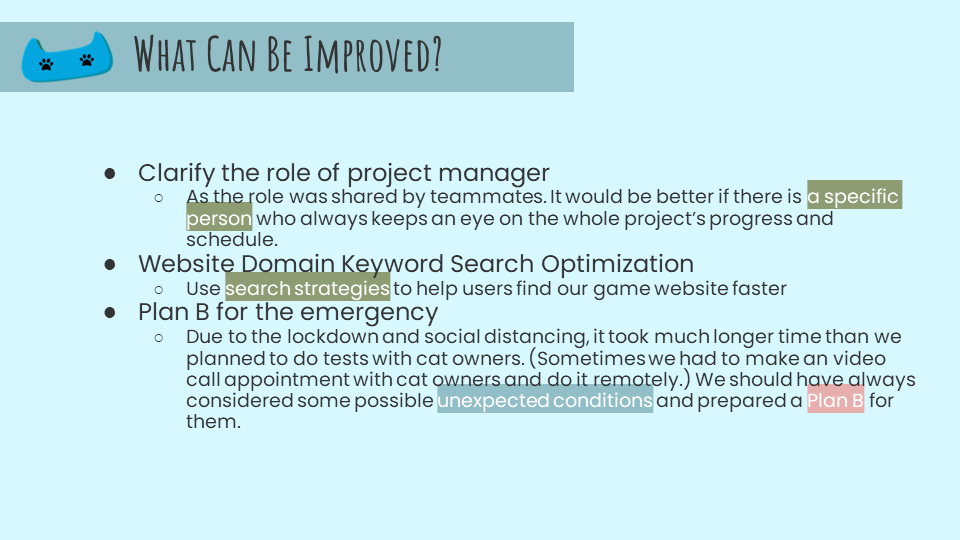 What Can Be Improved?
● Clarify the role of project manager
○ As the role was shared by teammates. It would be better if there is a specific
person who always keeps an eye on the whole project's progress and
schedule.
● Website Domain Keyword Search Optimization
○ Use search strategies to help users find our game website faster
● Plan B for the emergency
○ Due to the lockdown and social distancing, it took much longer time than we
planned to do tests with cat owners. (Sometimes we had to make an video
call appointment with cat owners and do it remotely.) We should have always
considered some possible unexpected conditions and prepared a Plan B for
them.